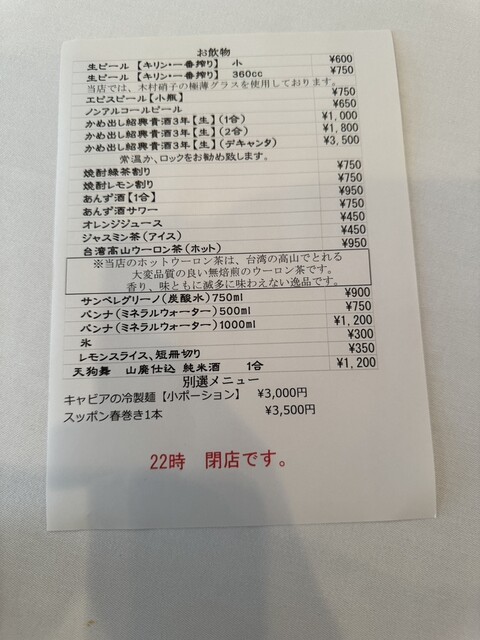 お飲物
生ビール【キリン・一番搾り】 小 ¥600
生ビール【キリン・一番搾り】 360cc ¥750
当店では、木村硝子の極薄グラスを使用しております。
エビスビール【小瓶】 ¥750
ノンアルコールビール ¥650
かめ出し紹興貴酒3年【生】(1合) ¥1,000
かめ出し紹興貴酒3年【生】(2合) ¥1,800
かめ出し紹興貴酒3年【生】(デキャンタ) ¥3,500
常温か、ロックをお勧め致します。
焼酎緑茶割り ¥750
焼酎レモン割り ¥750
あんず酒【1合】 ¥950
あんず酒サワー ¥750
オレンジジュース ¥450
ジャスミン茶(アイス) ¥450
台湾高山ウーロン茶(ホット) ¥950
※当店のホットウーロン茶は、台湾の高山でとれる
大変品質の良い無焙煎のウーロン茶です。
香り、味ともに滅多に味わえない逸品です。
サンペレグリーノ(炭酸水)750ml ¥900
パンナ(ミネラルウォーター)500ml ¥750
パンナ(ミネラルウォーター)1000ml ¥1,200
氷 ¥300
レモンスライス、短冊切り ¥350
天狗舞 山廃仕込 純米酒 1合 ¥1,200
別選メニュー
キャビアの冷製麺【小ポーション】 ¥3,000円
スッポン春巻き1本 ¥3,500円
22時 閉店です。